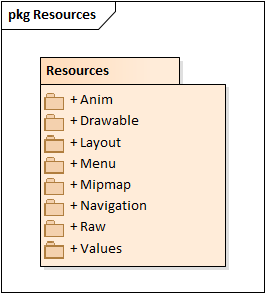 pkg Resources
Resources
+ Anim
+ Drawable
+ Layout
+ Menu
+ Mipmap
+ Navigation
+ Raw
+ Values